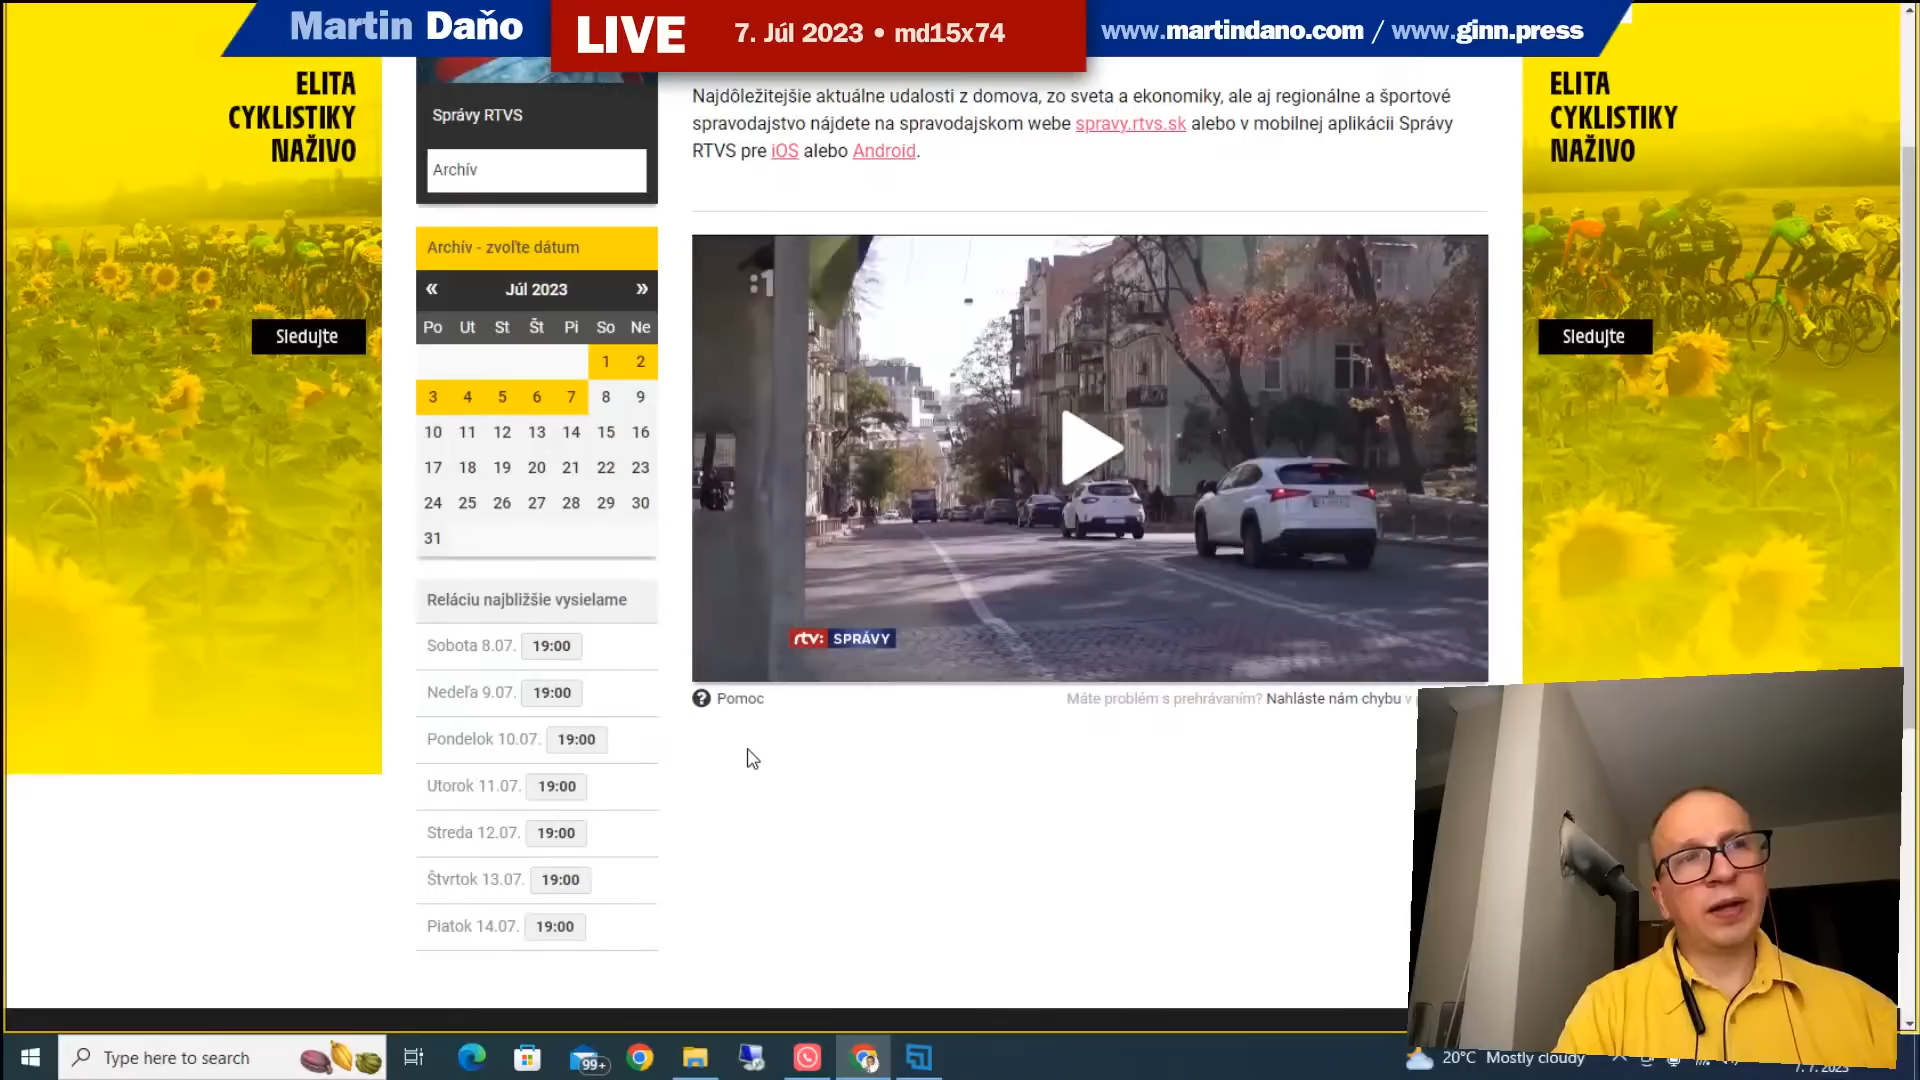 Martin Daňo
LIVE
7. Júl 2023 • md15x74
www.martindano.com / www.ginn.press
ELITA
CYKLISTIKY
NAŽIVO
Sledujte
Správy RTVS
Archív
Archív - zvoľte dátum
« Júl 2023 »
Po Ut St Št Pi So Ne
1 2
3 4 5 6 7 8 9
10 11 12 13 14 15 16
17 18 19 20 21 22 23
24 25 26 27 28 29 30
31
Reláciu najbližšie vysielame
Sobota 8.07. 19:00
Nedeľa 9.07. 19:00
Pondelok 10.07. 19:00
Utorok 11.07. 19:00
Streda 12.07. 19:00
Štvrtok 13.07. 19:00
Piatok 14.07. 19:00
Najdôležitejšie aktuálne udalosti z domova, zo sveta a ekonomiky, ale aj regionálne a športové
spravodajstvo nájdete na spravodajskom webe spravy.rtvs.sk alebo v mobilnej aplikácii Správy
RTVS pre iOS alebo Android.
:1
rtv: SPRÁVY
Pomoc
Máte problém s prehrávaním? Nahláste nám chybu v
ELITA
CYKLISTIKY
NAŽIVO
Sledujte
Type here to search
99+
20°C Mostly cloudy
7. 7. 2023